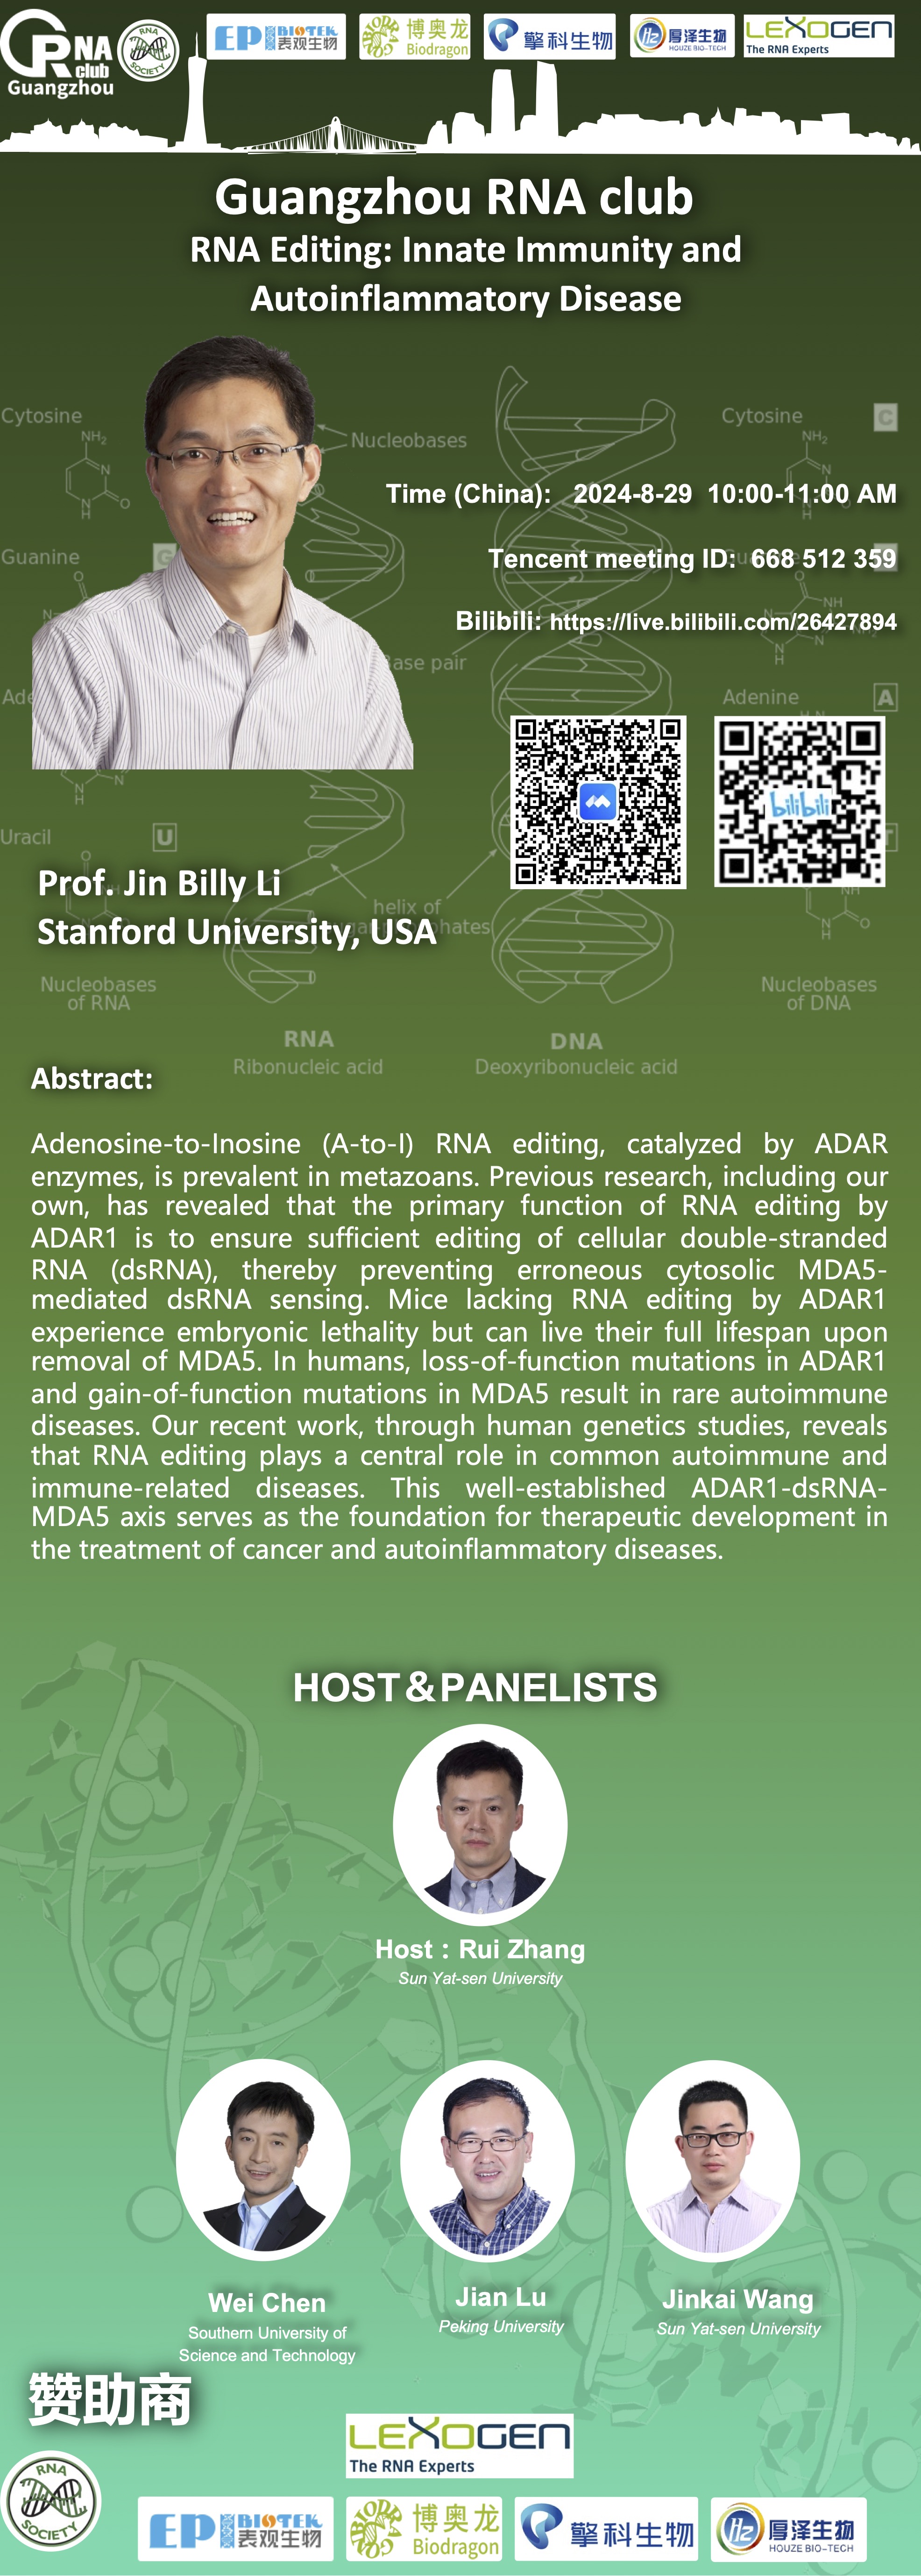 RNA
club
Guangzhou
RNA
SOCIETY
EP BIOTEK
表观生物
博奥龙
Biodragon
擎科生物
HZ
厚泽生物
HOUZE BIO-TECH
LEXOGEN
The RNA Experts
Guangzhou RNA club
RNA Editing: Innate Immunity and
Autoinflammatory Disease
Cytosine
NH2
N
N
H
O
Nucleobases
Cytosine
C
NH2
N
N
H
O
Time (China): 2024-8-29 10:00-11:00 AM
Guanine
G
Tencent meeting ID: 668 512 359
Bilibili: https://live.bilibili.com/26427894
Base pair
Adenine
A
bilibili
Uracil
U
T
Prof. Jin Billy Li
Stanford University, USA
helix of
Nucleobases
of RNA
Nucleobases
of DNA
RNA
Ribonucleic acid
DNA
Deoxyribonucleic acid
Abstract:
Adenosine-to-Inosine (A-to-I) RNA editing, catalyzed by ADAR
enzymes, is prevalent in metazoans. Previous research, including our
own, has revealed that the primary function of RNA editing by
ADAR1 is to ensure sufficient editing of cellular double-stranded
RNA (dsRNA), thereby preventing erroneous cytosolic MDA5-
mediated dsRNA sensing. Mice lacking RNA editing by ADAR1
experience embryonic lethality but can live their full lifespan upon
removal of MDA5. In humans, loss-of-function mutations in ADAR1
and gain-of-function mutations in MDA5 result in rare autoimmune
diseases. Our recent work, through human genetics studies, reveals
that RNA editing plays a central role in common autoimmune and
immune-related diseases. This well-established ADAR1-dsRNA-
MDA5 axis serves as the foundation for therapeutic development in
the treatment of cancer and autoinflammatory diseases.
HOST&PANELISTS
Host：Rui Zhang
Sun Yat-sen University
Wei Chen
Southern University of
Science and Technology
Jian Lu
Peking University
Jinkai Wang
Sun Yat-sen University
赞助商
LEXOGEN
The RNA Experts
RNA
SOCIETY
EP BIOTEK
表观生物
博奥龙
Biodragon
擎科生物
HZ
厚泽生物
HOUZE BIO-TECH